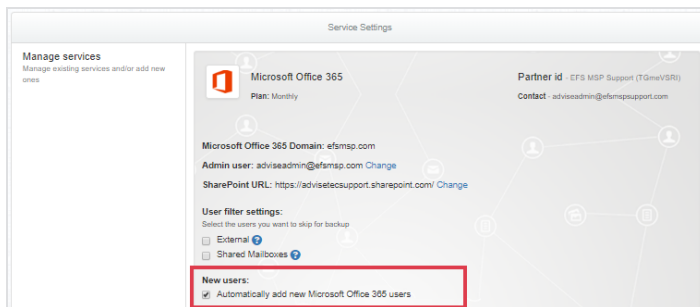 Service Settings
Manage services
Manage existing services and/or add new
ones
Microsoft Office 365
Plan: Monthly
Partner id - EFS MSP Support (TGmeVSRI)
Contact - adviseadmin@efsmspsupport.com
Microsoft Office 365 Domain: efsmsp.com
Admin user: adviseadmin@efsmsp.com Change
SharePoint URL: https://advisetecsupport.sharepoint.com/ Change
User filter settings:
Select the users you want to skip for backup
External ?
Shared Mailboxes ?
New users:
Automatically add new Microsoft Office 365 users